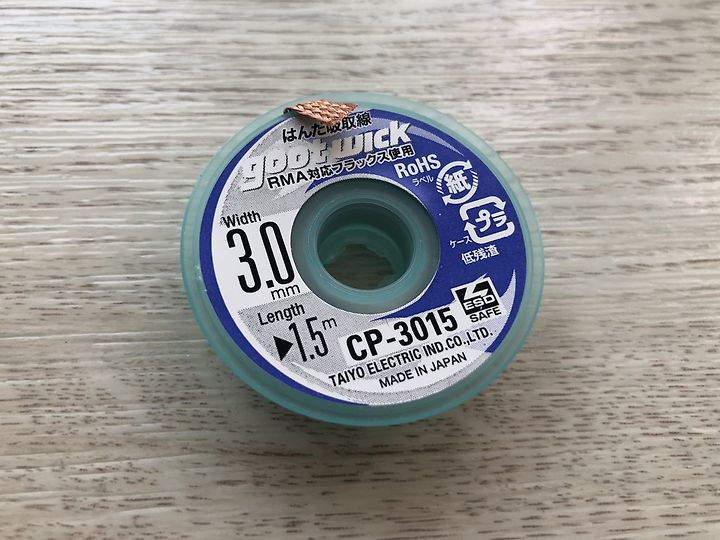 はんだ吸収線
goot wick
RMA対応フラックス使用
RoHS
ラベル
紙
プラ
ケース
低残渣
Width
3.0
mm
Length
▶1.5m
CP-3015
ESD
SAFE
TAIYO ELECTRIC IND.CO.,LTD.
MADE IN JAPAN